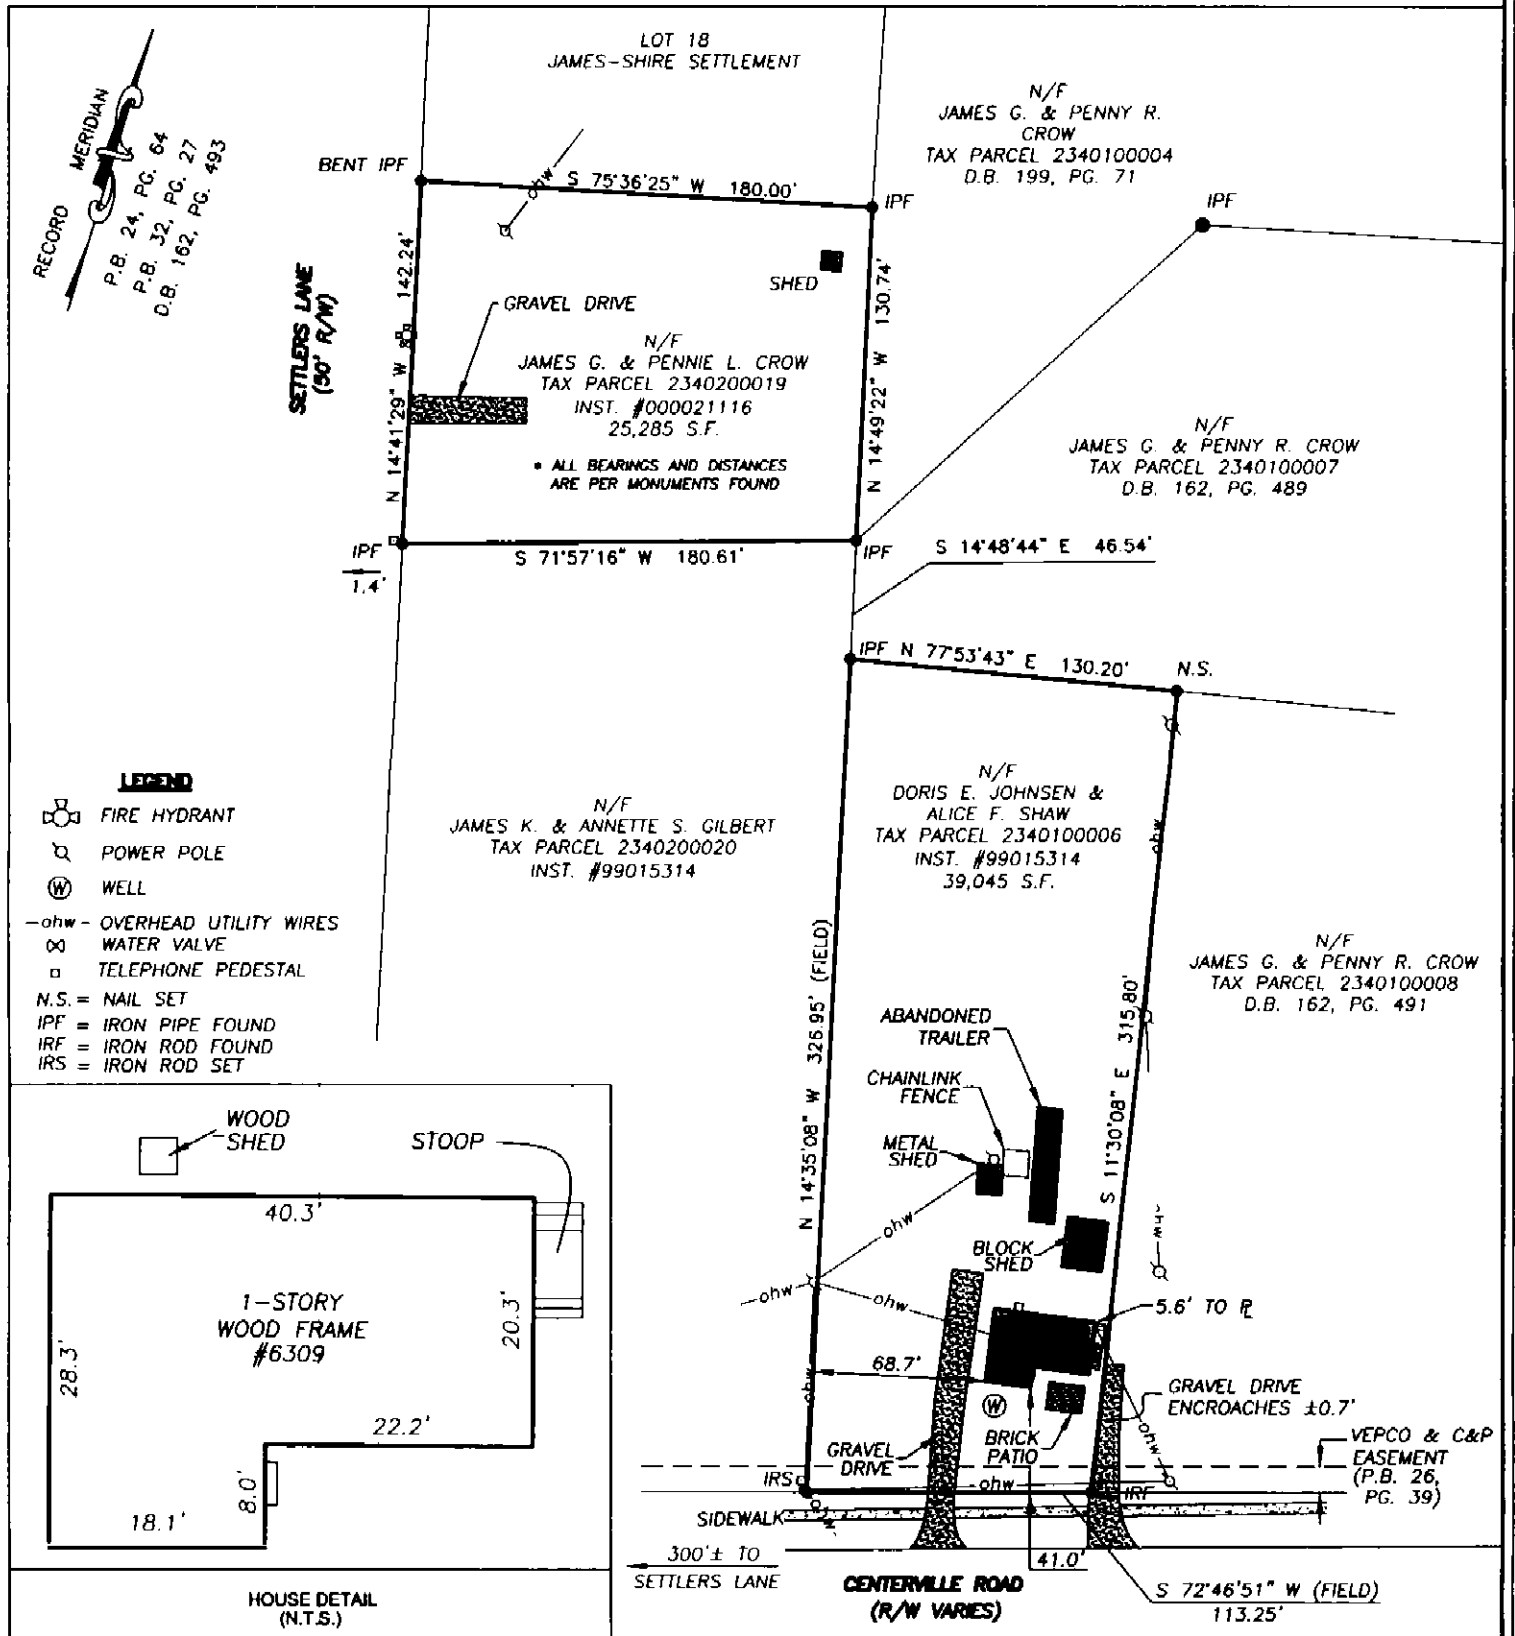 LOT 18
JAMES-SHIRE SETTLEMENT
N/F
JAMES G. & PENNY R.
CROW
TAX PARCEL 2340100004
D.B. 199, PG. 71
RECORD MERIDIAN
P.B. 24, PG. 64
P.B. 32, PG. 27
D.B. 162, PG. 493
BENT IPF
S 75°36'25" W 180.00'
ohw
IPF
IPF
SETTLERS LANE
(50' R/W)
N 14°41'29" W 142.24'
SHED
GRAVEL DRIVE
N/F
JAMES G. & PENNIE L. CROW
TAX PARCEL 2340200019
INST. #000021116
25,285 S.F.
* ALL BEARINGS AND DISTANCES
ARE PER MONUMENTS FOUND
N 14°49'22" W 130.74'
N/F
JAMES G. & PENNY R. CROW
TAX PARCEL 2340100007
D.B. 162, PG. 489
IPF
1.4'
S 71°57'16" W 180.61'
IPF
S 14°48'44" E 46.54'
IPF N 77°53'43" E 130.20'
N.S.
LEGEND
FIRE HYDRANT
POWER POLE
W WELL
-ohw- OVERHEAD UTILITY WIRES
WATER VALVE
TELEPHONE PEDESTAL
N.S. = NAIL SET
IPF = IRON PIPE FOUND
IRF = IRON ROD FOUND
IRS = IRON ROD SET
N/F
JAMES K. & ANNETTE S. GILBERT
TAX PARCEL 2340200020
INST. #99015314
N/F
DORIS E. JOHNSEN &
ALICE F. SHAW
TAX PARCEL 2340100006
INST. #99015314
39,045 S.F.
ohw
N/F
JAMES G. & PENNY R. CROW
TAX PARCEL 2340100008
D.B. 162, PG. 491
N 14°35'08" W 326.95' (FIELD)
S 11°30'08" E 315.80'
ABANDONED
TRAILER
CHAINLINK
FENCE
METAL
SHED
ohw
BLOCK
SHED
ohw
ohw
5.6' TO PL
68.7'
ohw
W
GRAVEL DRIVE
ENCROACHES ±0.7'
BRICK
PATIO
GRAVEL
DRIVE
ohw
VEPCO & C&P
EASEMENT
(P.B. 26,
PG. 39)
IRS
ohw
IRF
SIDEWALK
300'± TO
SETTLERS LANE
41.0'
CENTERVILLE ROAD
(R/W VARIES)
S 72°46'51" W (FIELD)
113.25'
WOOD
SHED
STOOP
40.3'
1-STORY
WOOD FRAME
#6309
28.3'
20.3'
22.2'
8.0'
18.1'
HOUSE DETAIL
(N.T.S.)